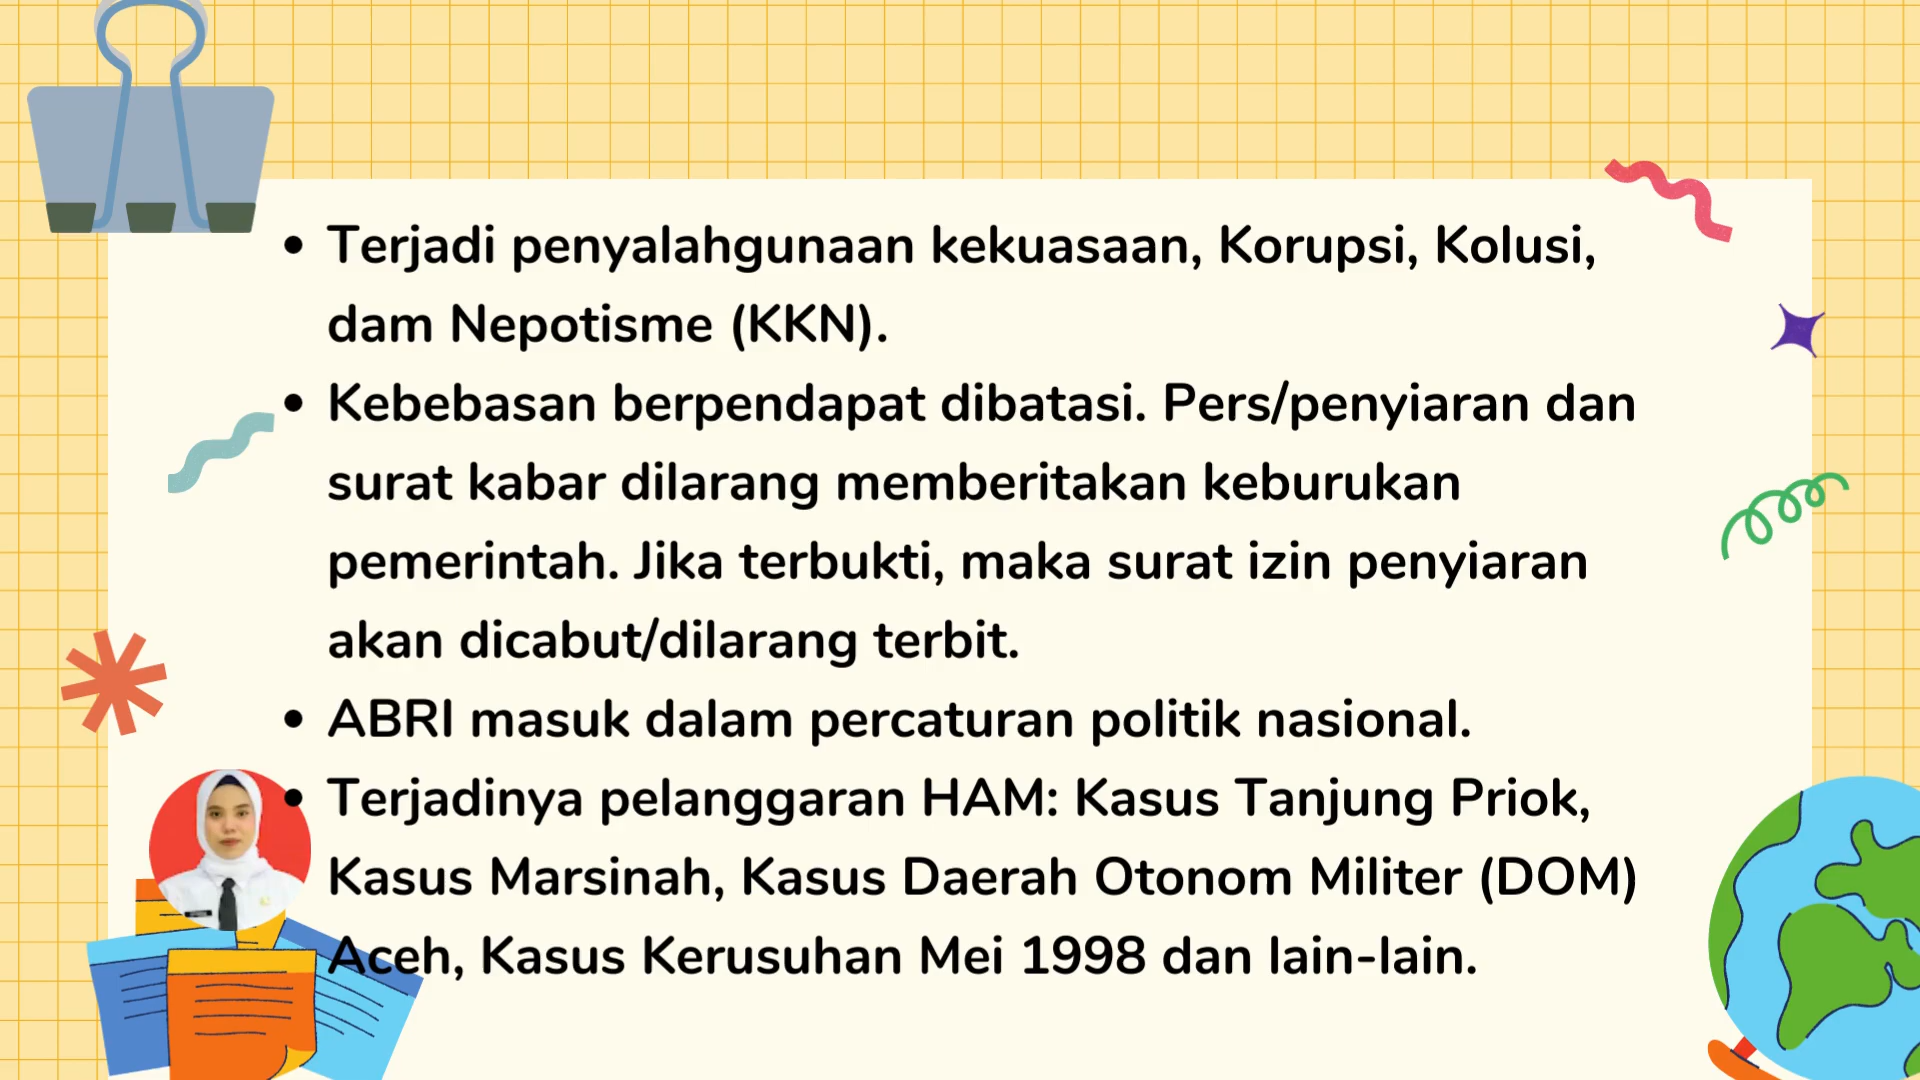 • Terjadi penyalahgunaan kekuasaan, Korupsi, Kolusi,
dam Nepotisme (KKN).
• Kebebasan berpendapat dibatasi. Pers/penyiaran dan
surat kabar dilarang memberitakan keburukan
pemerintah. Jika terbukti, maka surat izin penyiaran
akan dicabut/dilarang terbit.
• ABRI masuk dalam percaturan politik nasional.
• Terjadinya pelanggaran HAM: Kasus Tanjung Priok,
Kasus Marsinah, Kasus Daerah Otonom Militer (DOM)
Aceh, Kasus Kerusuhan Mei 1998 dan lain-lain.